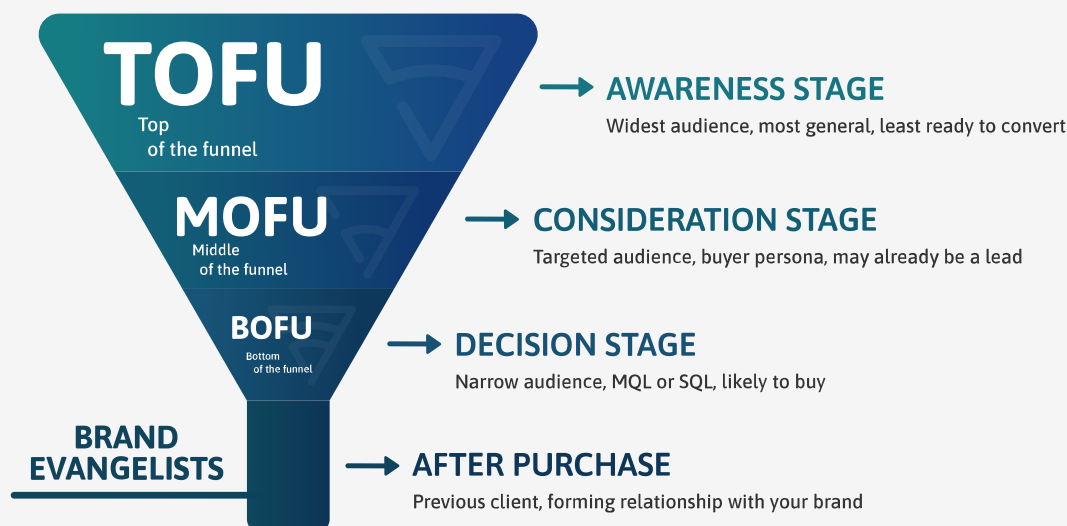 TOFU
Top
of the funnel
AWARENESS STAGE
Widest audience, most general, least ready to convert
MOFU
Middle
of the funnel
CONSIDERATION STAGE
Targeted audience, buyer persona, may already be a lead
BOFU
Bottom
of the funnel
DECISION STAGE
Narrow audience, MQL or SQL, likely to buy
BRAND
EVANGELISTS
AFTER PURCHASE
Previous client, forming relationship with your brand